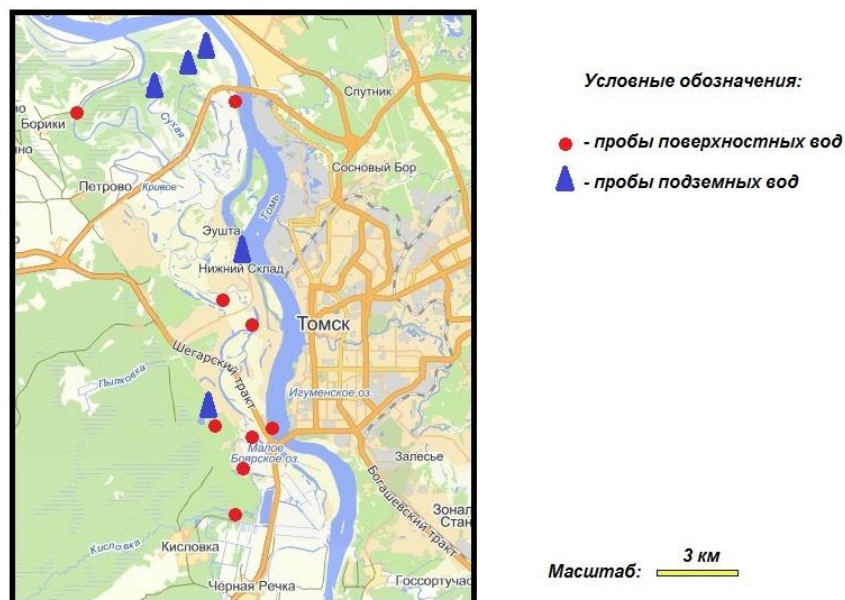 Спутник
Борики
Сухая
но
Сосновый Бор
Петрово
Кривое
Томь
Эушта
Нижний Склад
Томск
Шегарский тракт
Пылковка
Игуменское оз.
Малое
Боярское оз.
Залесье
Богашевский тракт
Зонал
Стан
Кисловка
Кисловка
Чёрная Речка
Госсортучас
Условные обозначения:
- пробы поверхностных вод
- пробы подземных вод
3 км
Масштаб: